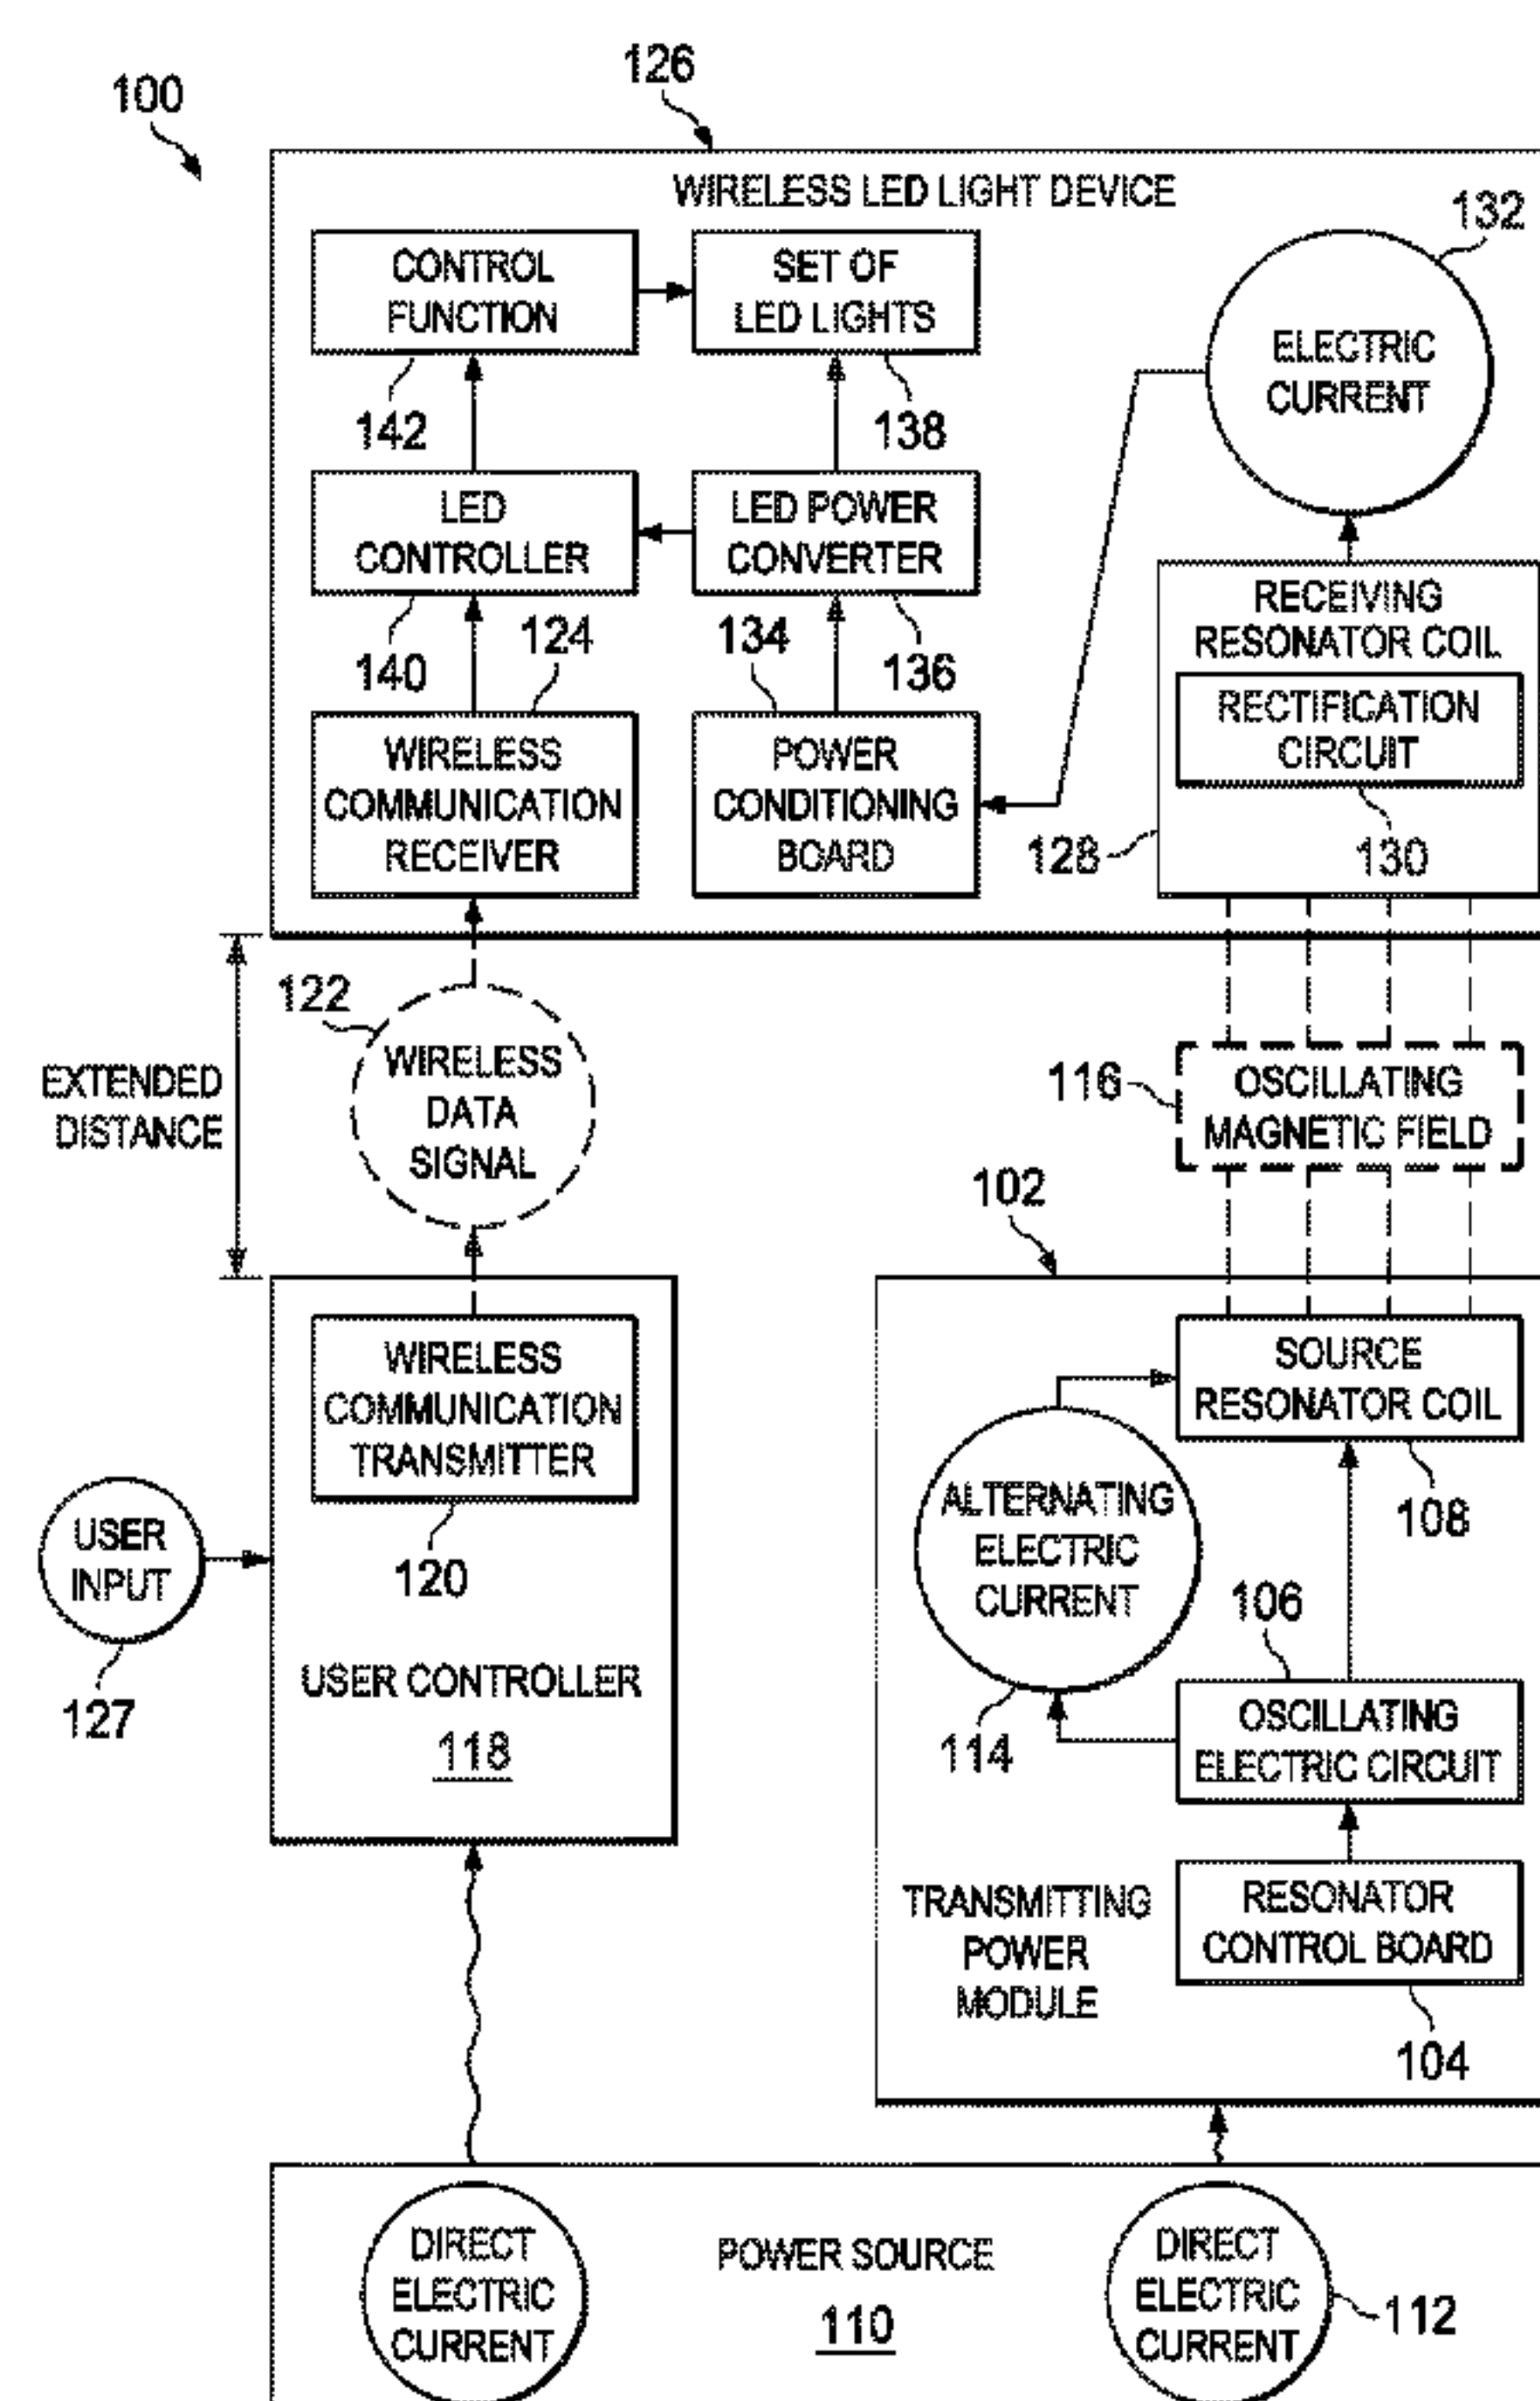 100
126
WIRELESS LED LIGHT DEVICE
132
CONTROL
FUNCTION
SET OF
LED LIGHTS
ELECTRIC
CURRENT
142
138
LED
CONTROLLER
LED POWER
CONVERTER
RECEIVING
RESONATOR COIL
140
124
134
136
RECTIFICATION
CIRCUIT
WIRELESS
COMMUNICATION
RECEIVER
POWER
CONDITIONING
BOARD
128
130
122
EXTENDED
DISTANCE
WIRELESS
DATA
SIGNAL
116
OSCILLATING
MAGNETIC FIELD
102
WIRELESS
COMMUNICATION
TRANSMITTER
SOURCE
RESONATOR COIL
USER
INPUT
120
ALTERNATING
ELECTRIC
CURRENT
108
106
127
USER CONTROLLER
118
114
OSCILLATING
ELECTRIC CIRCUIT
TRANSMITTING
POWER
MODULE
RESONATOR
CONTROL BOARD
104
DIRECT
ELECTRIC
CURRENT
POWER SOURCE
110
DIRECT
ELECTRIC
CURRENT
112